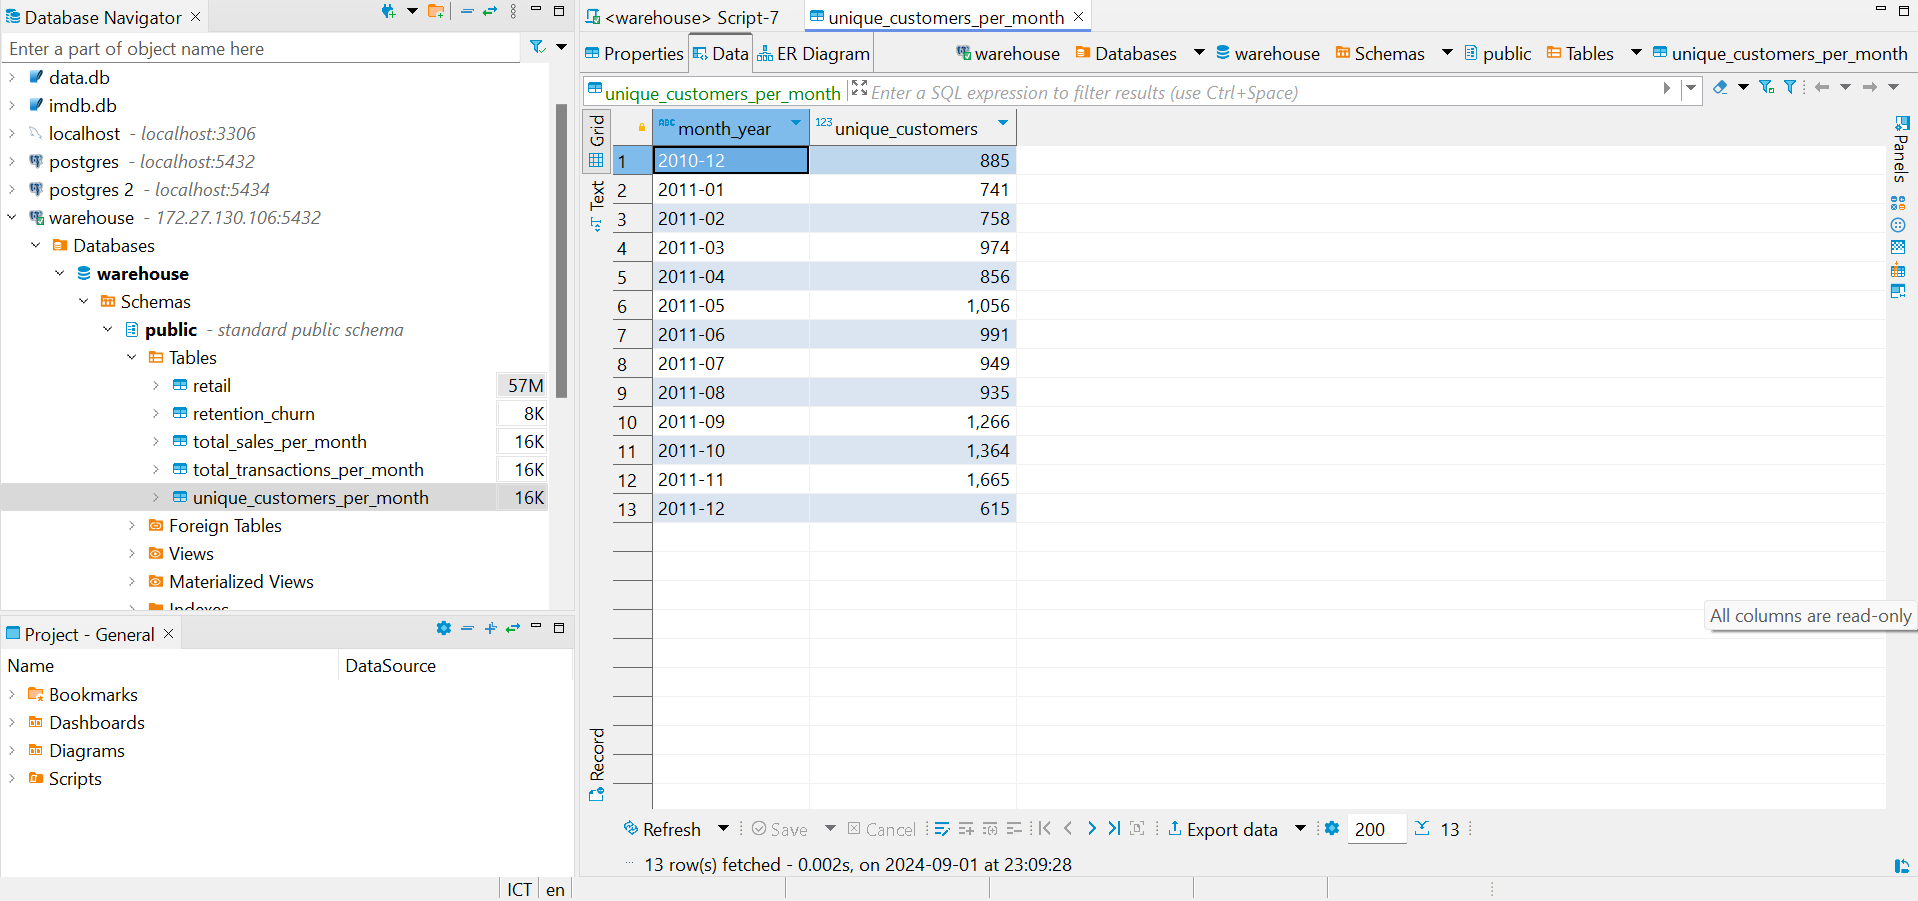 Database Navigator
Enter a part of object name here
data.db
imdb.db
localhost - localhost:3306
postgres - localhost:5432
postgres 2 - localhost:5434
warehouse - 172.27.130.106:5432
Databases
warehouse
Schemas
public - standard public schema
Tables
retail 57M
retention_churn 8K
total_sales_per_month 16K
total_transactions_per_month 16K
unique_customers_per_month 16K
Foreign Tables
Views
Materialized Views
Indexes
Project - General
Name DataSource
Bookmarks
Dashboards
Diagrams
Scripts
ICT en
<warehouse> Script-7 unique_customers_per_month
Properties Data ER Diagram warehouse Databases warehouse Schemas public Tables unique_customers_per_month
unique_customers_per_month Enter a SQL expression to filter results (use Ctrl+Space)
Grid
Text
Record
ABC month_year 123 unique_customers
1 2010-12 885
2 2011-01 741
3 2011-02 758
4 2011-03 974
5 2011-04 856
6 2011-05 1,056
7 2011-06 991
8 2011-07 949
9 2011-08 935
10 2011-09 1,266
11 2011-10 1,364
12 2011-11 1,665
13 2011-12 615
Panels
All columns are read-only
Refresh Save Cancel Export data 200 13
13 row(s) fetched - 0.002s, on 2024-09-01 at 23:09:28